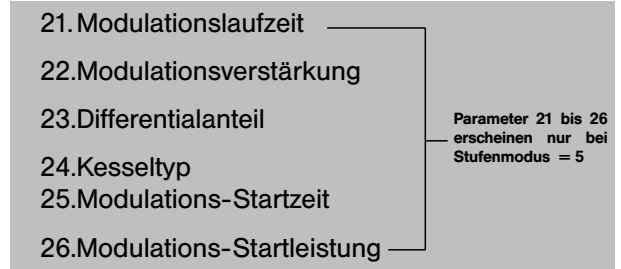 21. Modulationslaufzeit
22.Modulationsverstärkung
23.Differentialanteil
24.Kesseltyp
25.Modulations-Startzeit
26.Modulations-Startleistung
Parameter 21 bis 26
erscheinen nur bei
Stufenmodus = 5